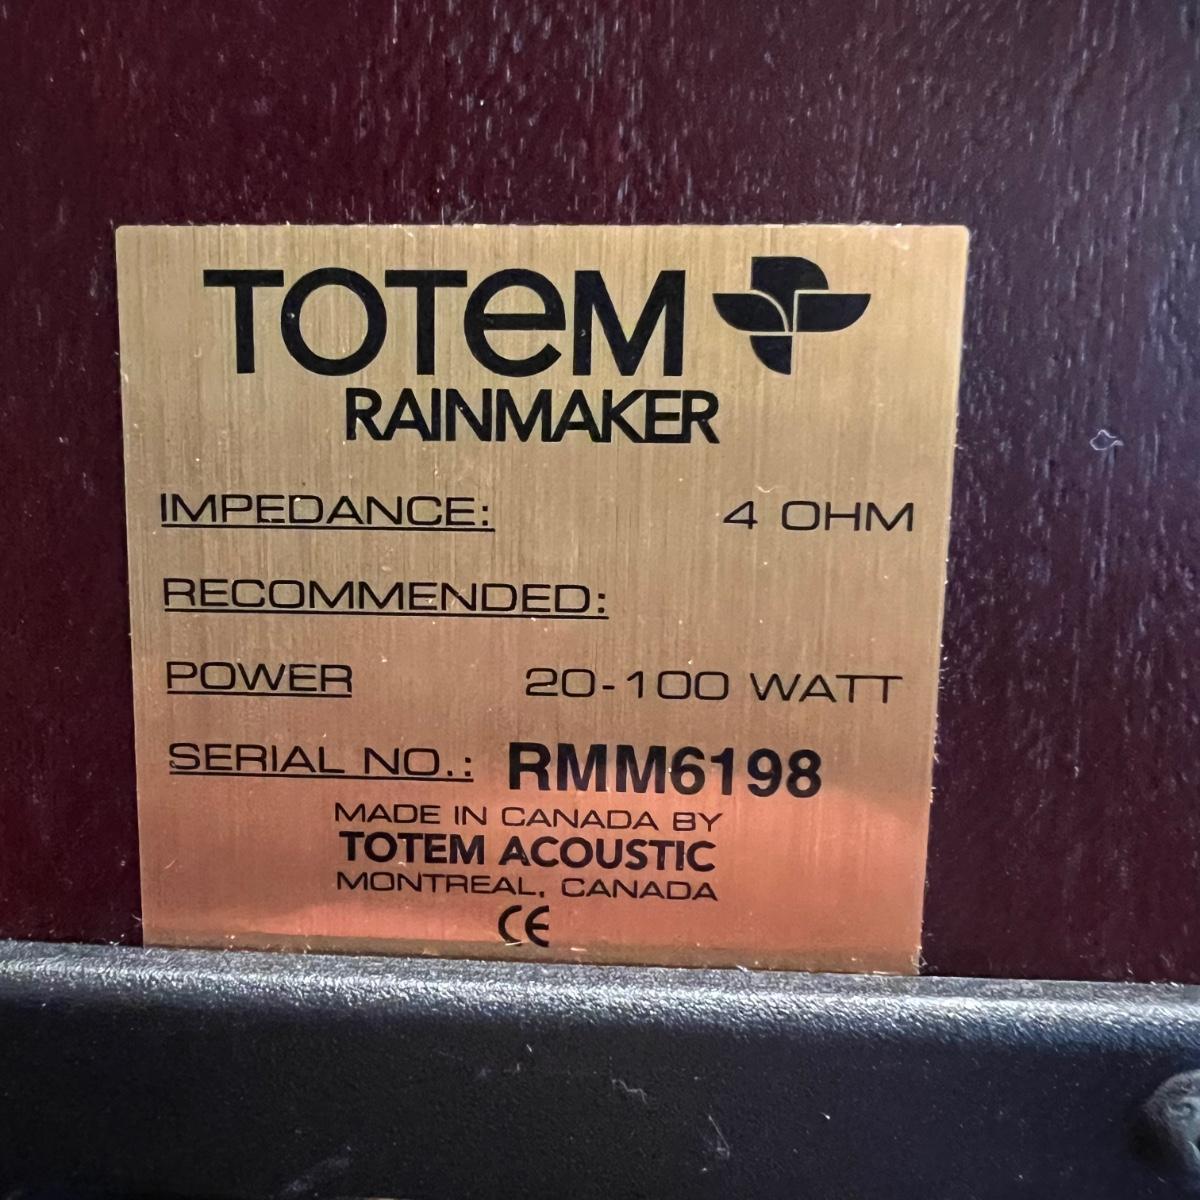 TOTeM
RAINMAKER
IMPEDANCE: 4 OHM
RECOMMENDED:
POWER 20-100 WATT
SERIAL NO.: RMM6198
MADE IN CANADA BY
TOTEM ACOUSTIC
MONTREAL, CANADA
CE